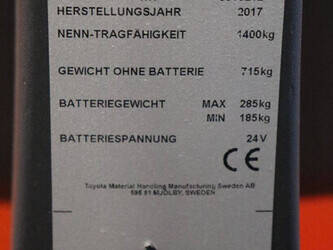 HERSTELLUNGSJAHR 2017
NENN-TRAGFÄHIGKEIT 1400kg
GEWICHT OHNE BATTERIE 715kg
BATTERIEGEWICHT MAX 285kg
MIN 185kg
BATTERIESPANNUNG 24V
CE
Toyota Material Handling Manufacturing Sweden AB
595 81 MJÖLBY, SWEDEN